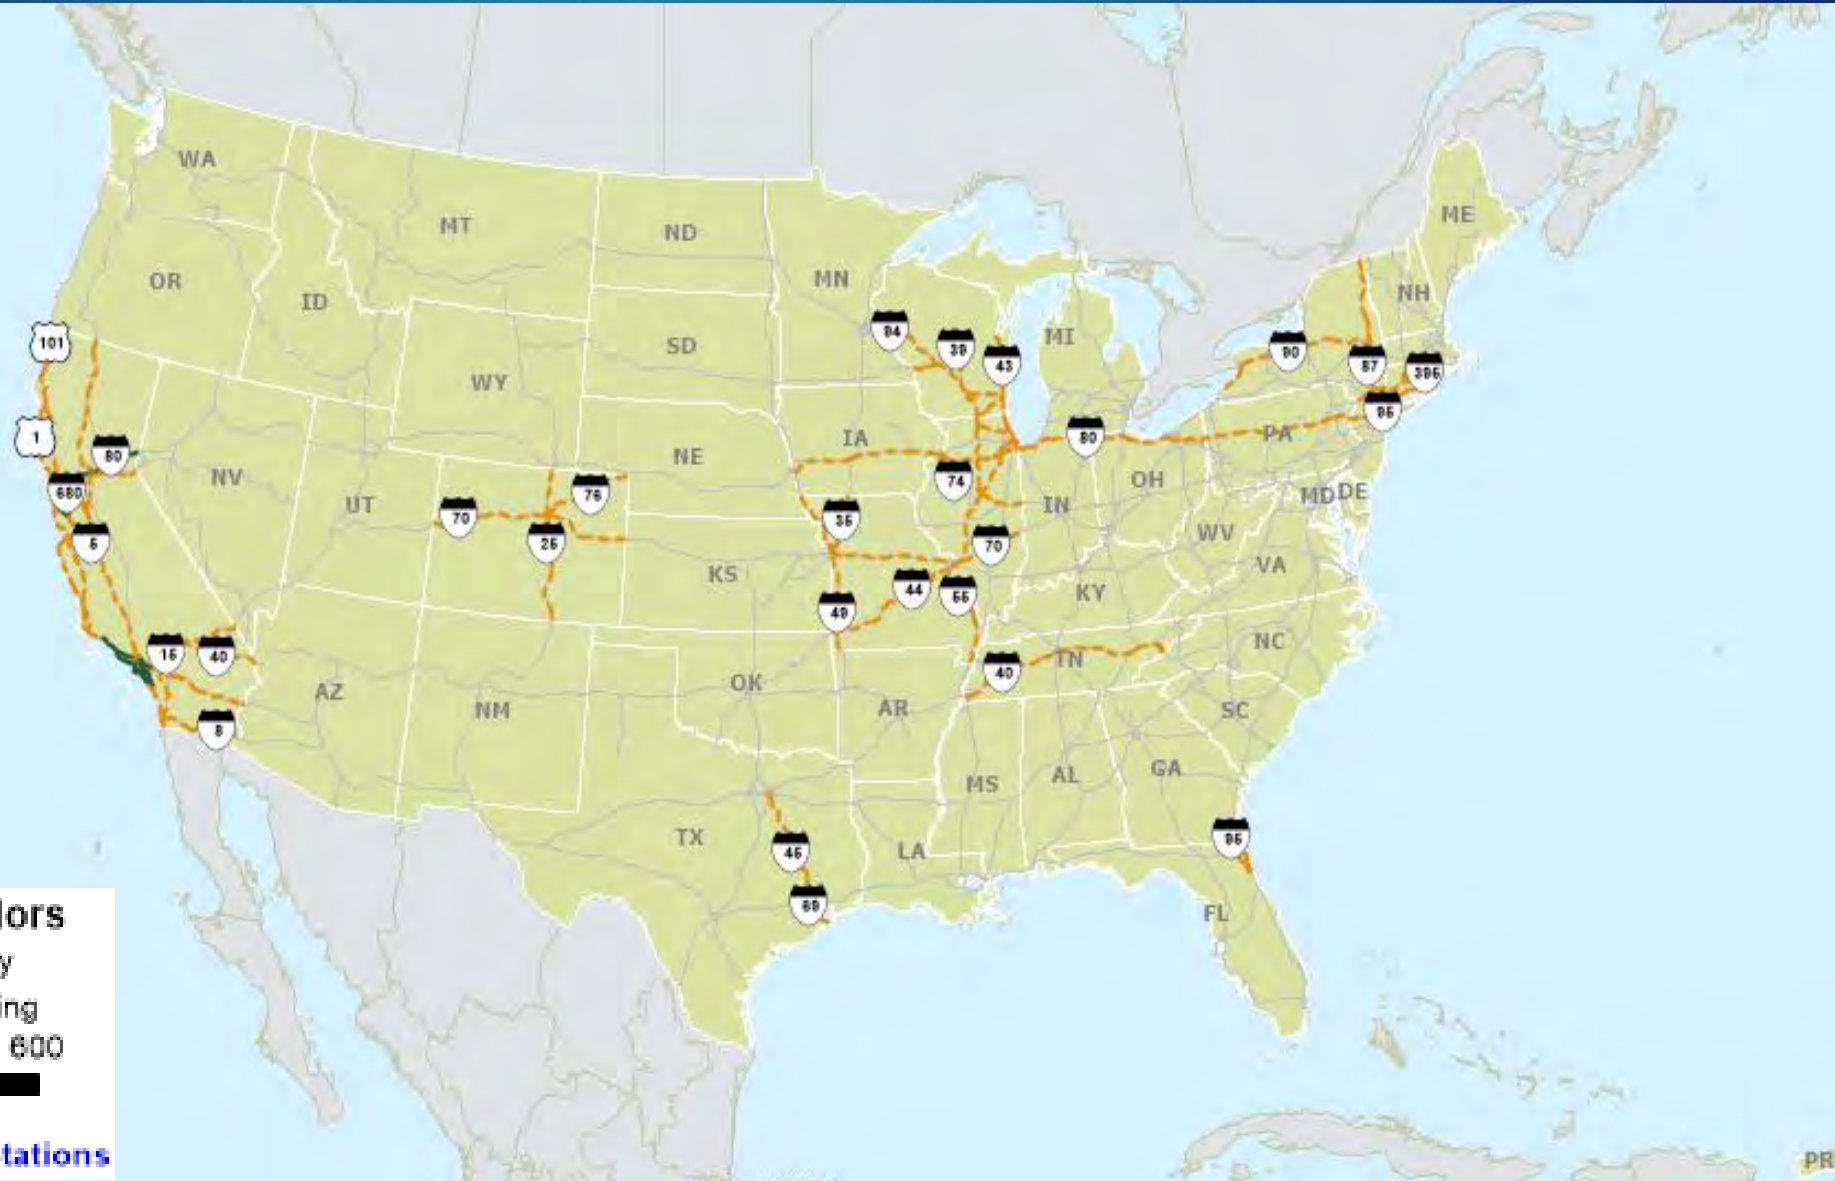 WA
MT
ND
MN
ME
OR
ID
SD
WY
MI
NH
101
94
39
43
90
87
395
1
80
NV
UT
NE
IA
80
95
PA
680
5
70
76
25
74
35
70
IN
OH
MD
DE
WV
VA
KS
44
55
49
KY
15
40
AZ
NM
OK
AR
40
TN
NC
SC
8
MS
AL
GA
TX
45
LA
95
69
FL
lors
y
ing
600
tations
PR